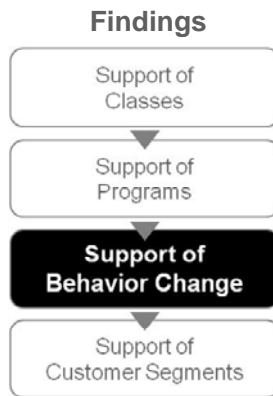 Findings
Support of
Classes
Support of
Programs
Support of
Behavior Change
Support of
Customer Segments